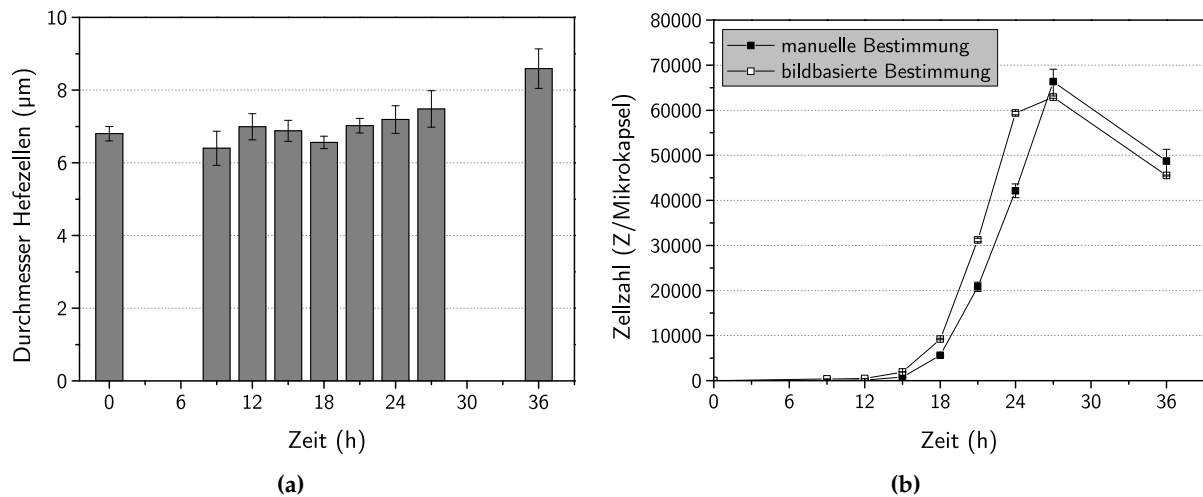 10
8
6
4
2
0
Durchmesser Hefezellen (µm)
0 6 12 18 24 30 36
Zeit (h)
(a)
80000
70000
60000
50000
40000
30000
20000
10000
0
Zellzahl (Z/Mikrokapsel)
manuelle Bestimmung
bildbasierte Bestimmung
0 6 12 18 24 30 36
Zeit (h)
(b)